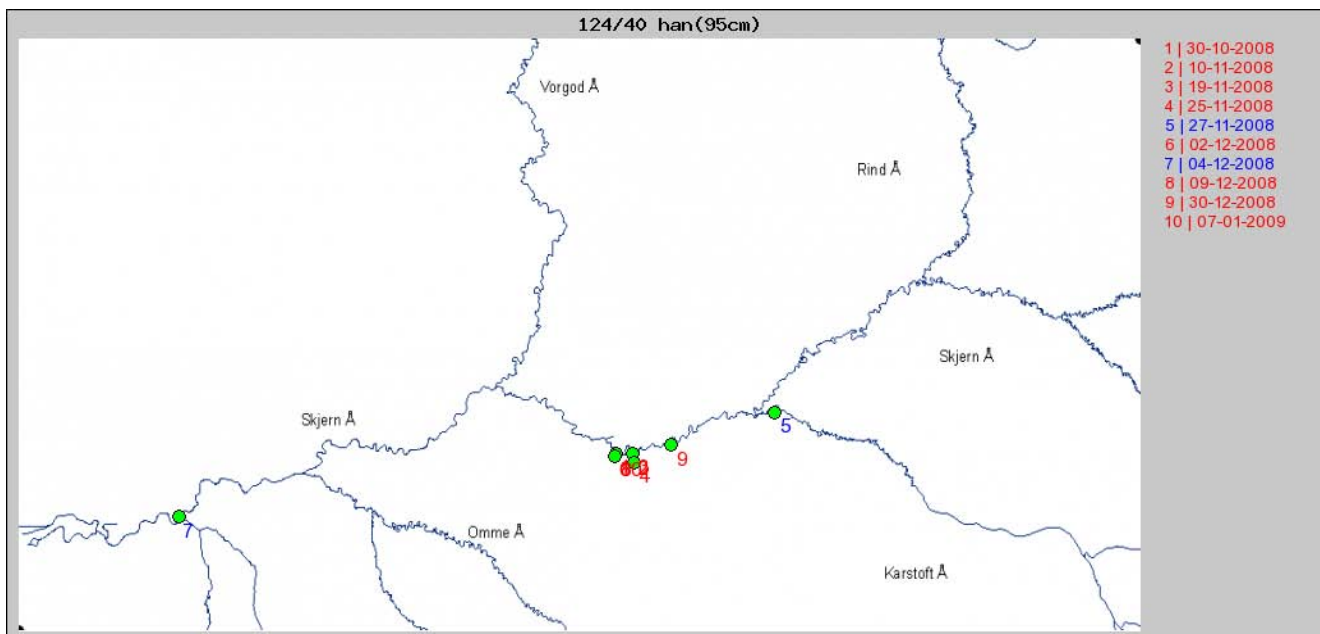 124/40 han(95cm)
1 | 30-10-2008
2 | 10-11-2008
3 | 19-11-2008
4 | 25-11-2008
5 | 27-11-2008
6 | 02-12-2008
7 | 04-12-2008
8 | 09-12-2008
9 | 30-12-2008
10 | 07-01-2009
Vorgod Å
Rind Å
Skjern Å
Skjern Å
5
9
4
7
Omme Å
Karstoft Å